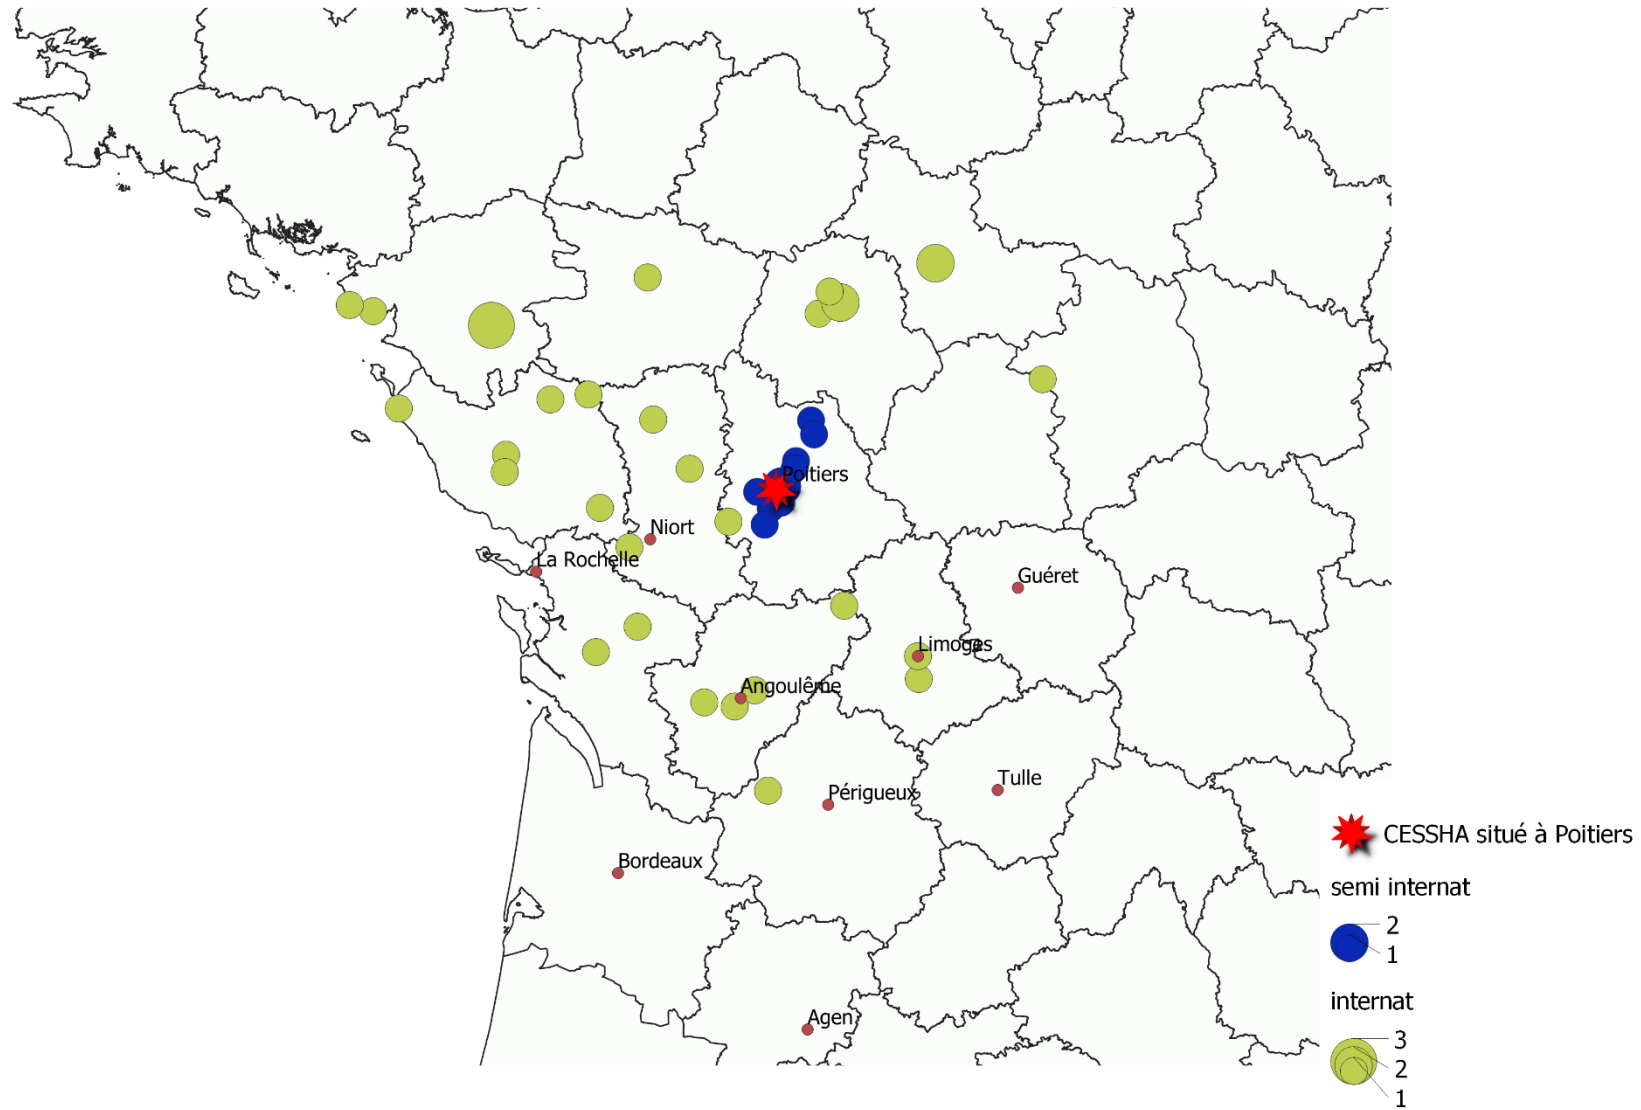 Poitiers
Niort
La Rochelle
Guéret
Limoges
Angoulême
Tulle
Périgueux
Bordeaux
Agen
CESSHA situé à Poitiers
semi internat
2
1
internat
3
2
1